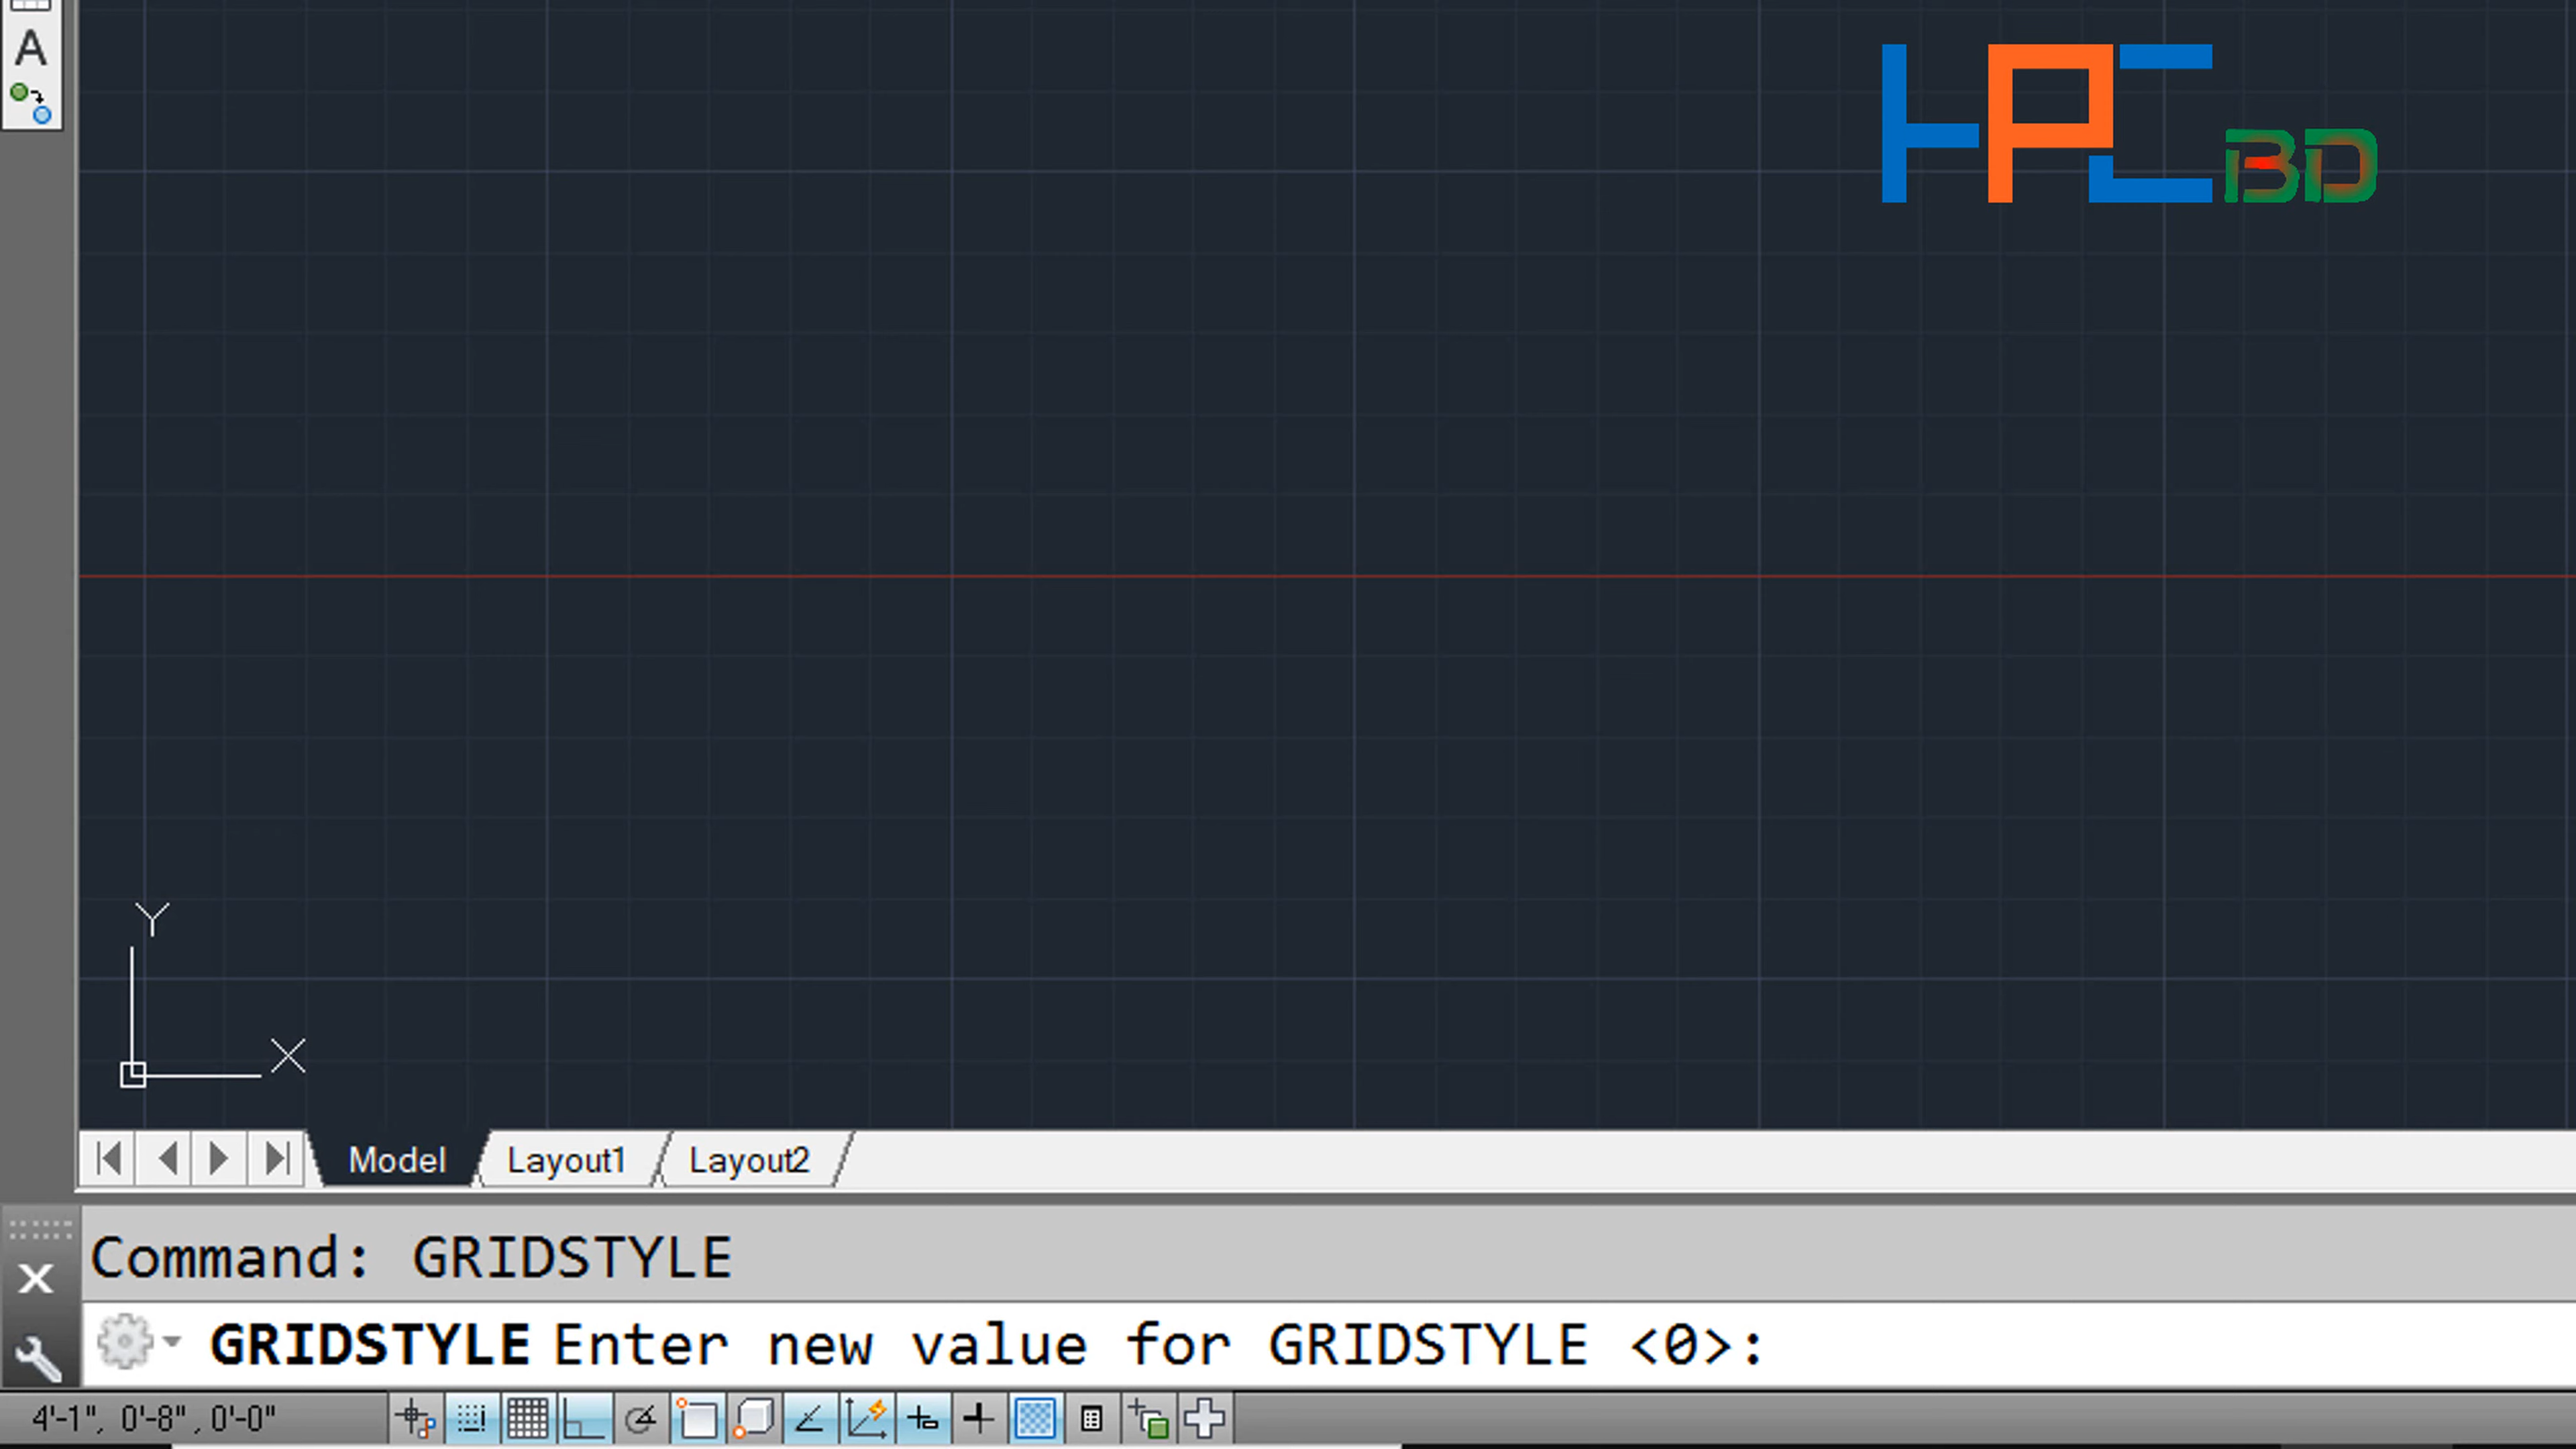 A
HPC BD
Y
X
Model Layout1 Layout2
Command: GRIDSTYLE
GRIDSTYLE Enter new value for GRIDSTYLE <0>:
4'-1", 0'-8", 0'-0"